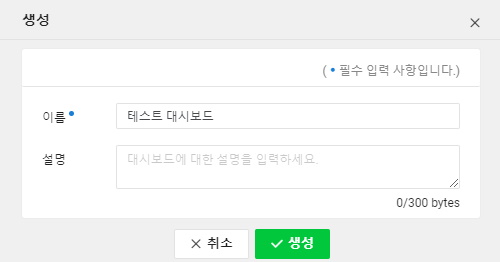 생성
( • 필수 입력 사항입니다.)
이름
테스트 대시보드
설명
대시보드에 대한 설명을 입력하세요.
0/300 bytes
취소
생성